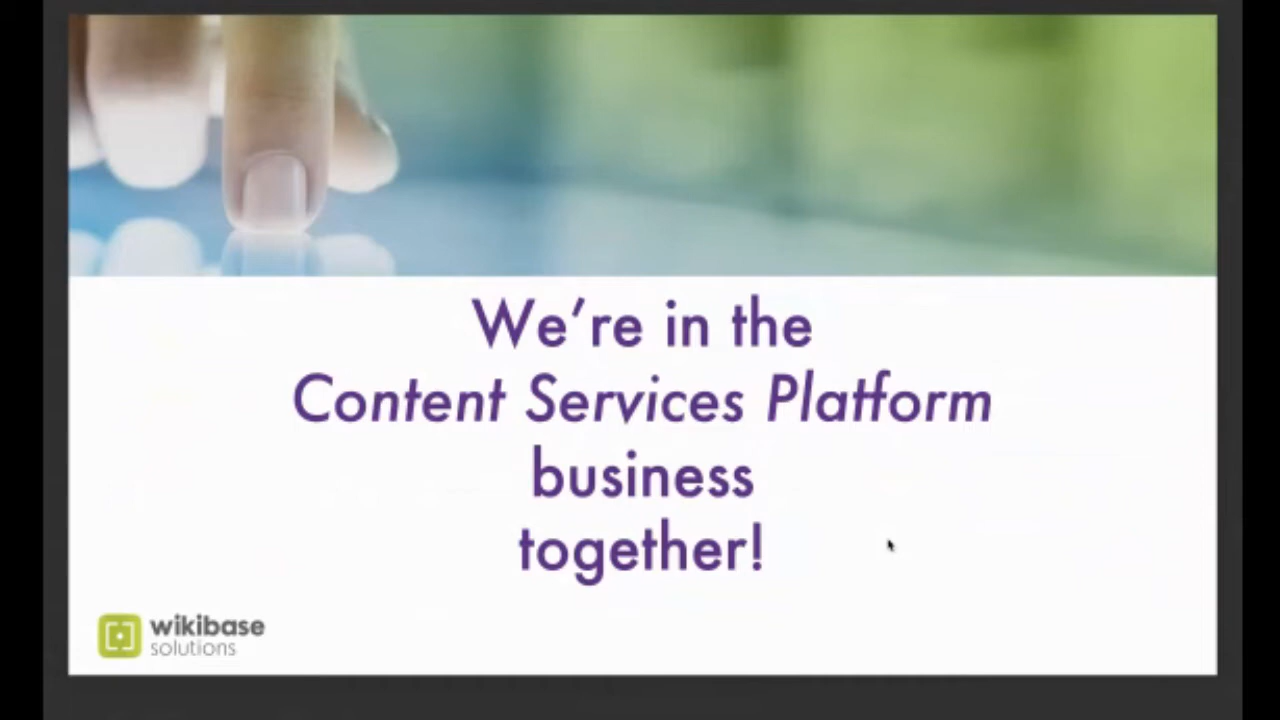 We're in the
Content Services Platform
business
together!
wikibase
solutions